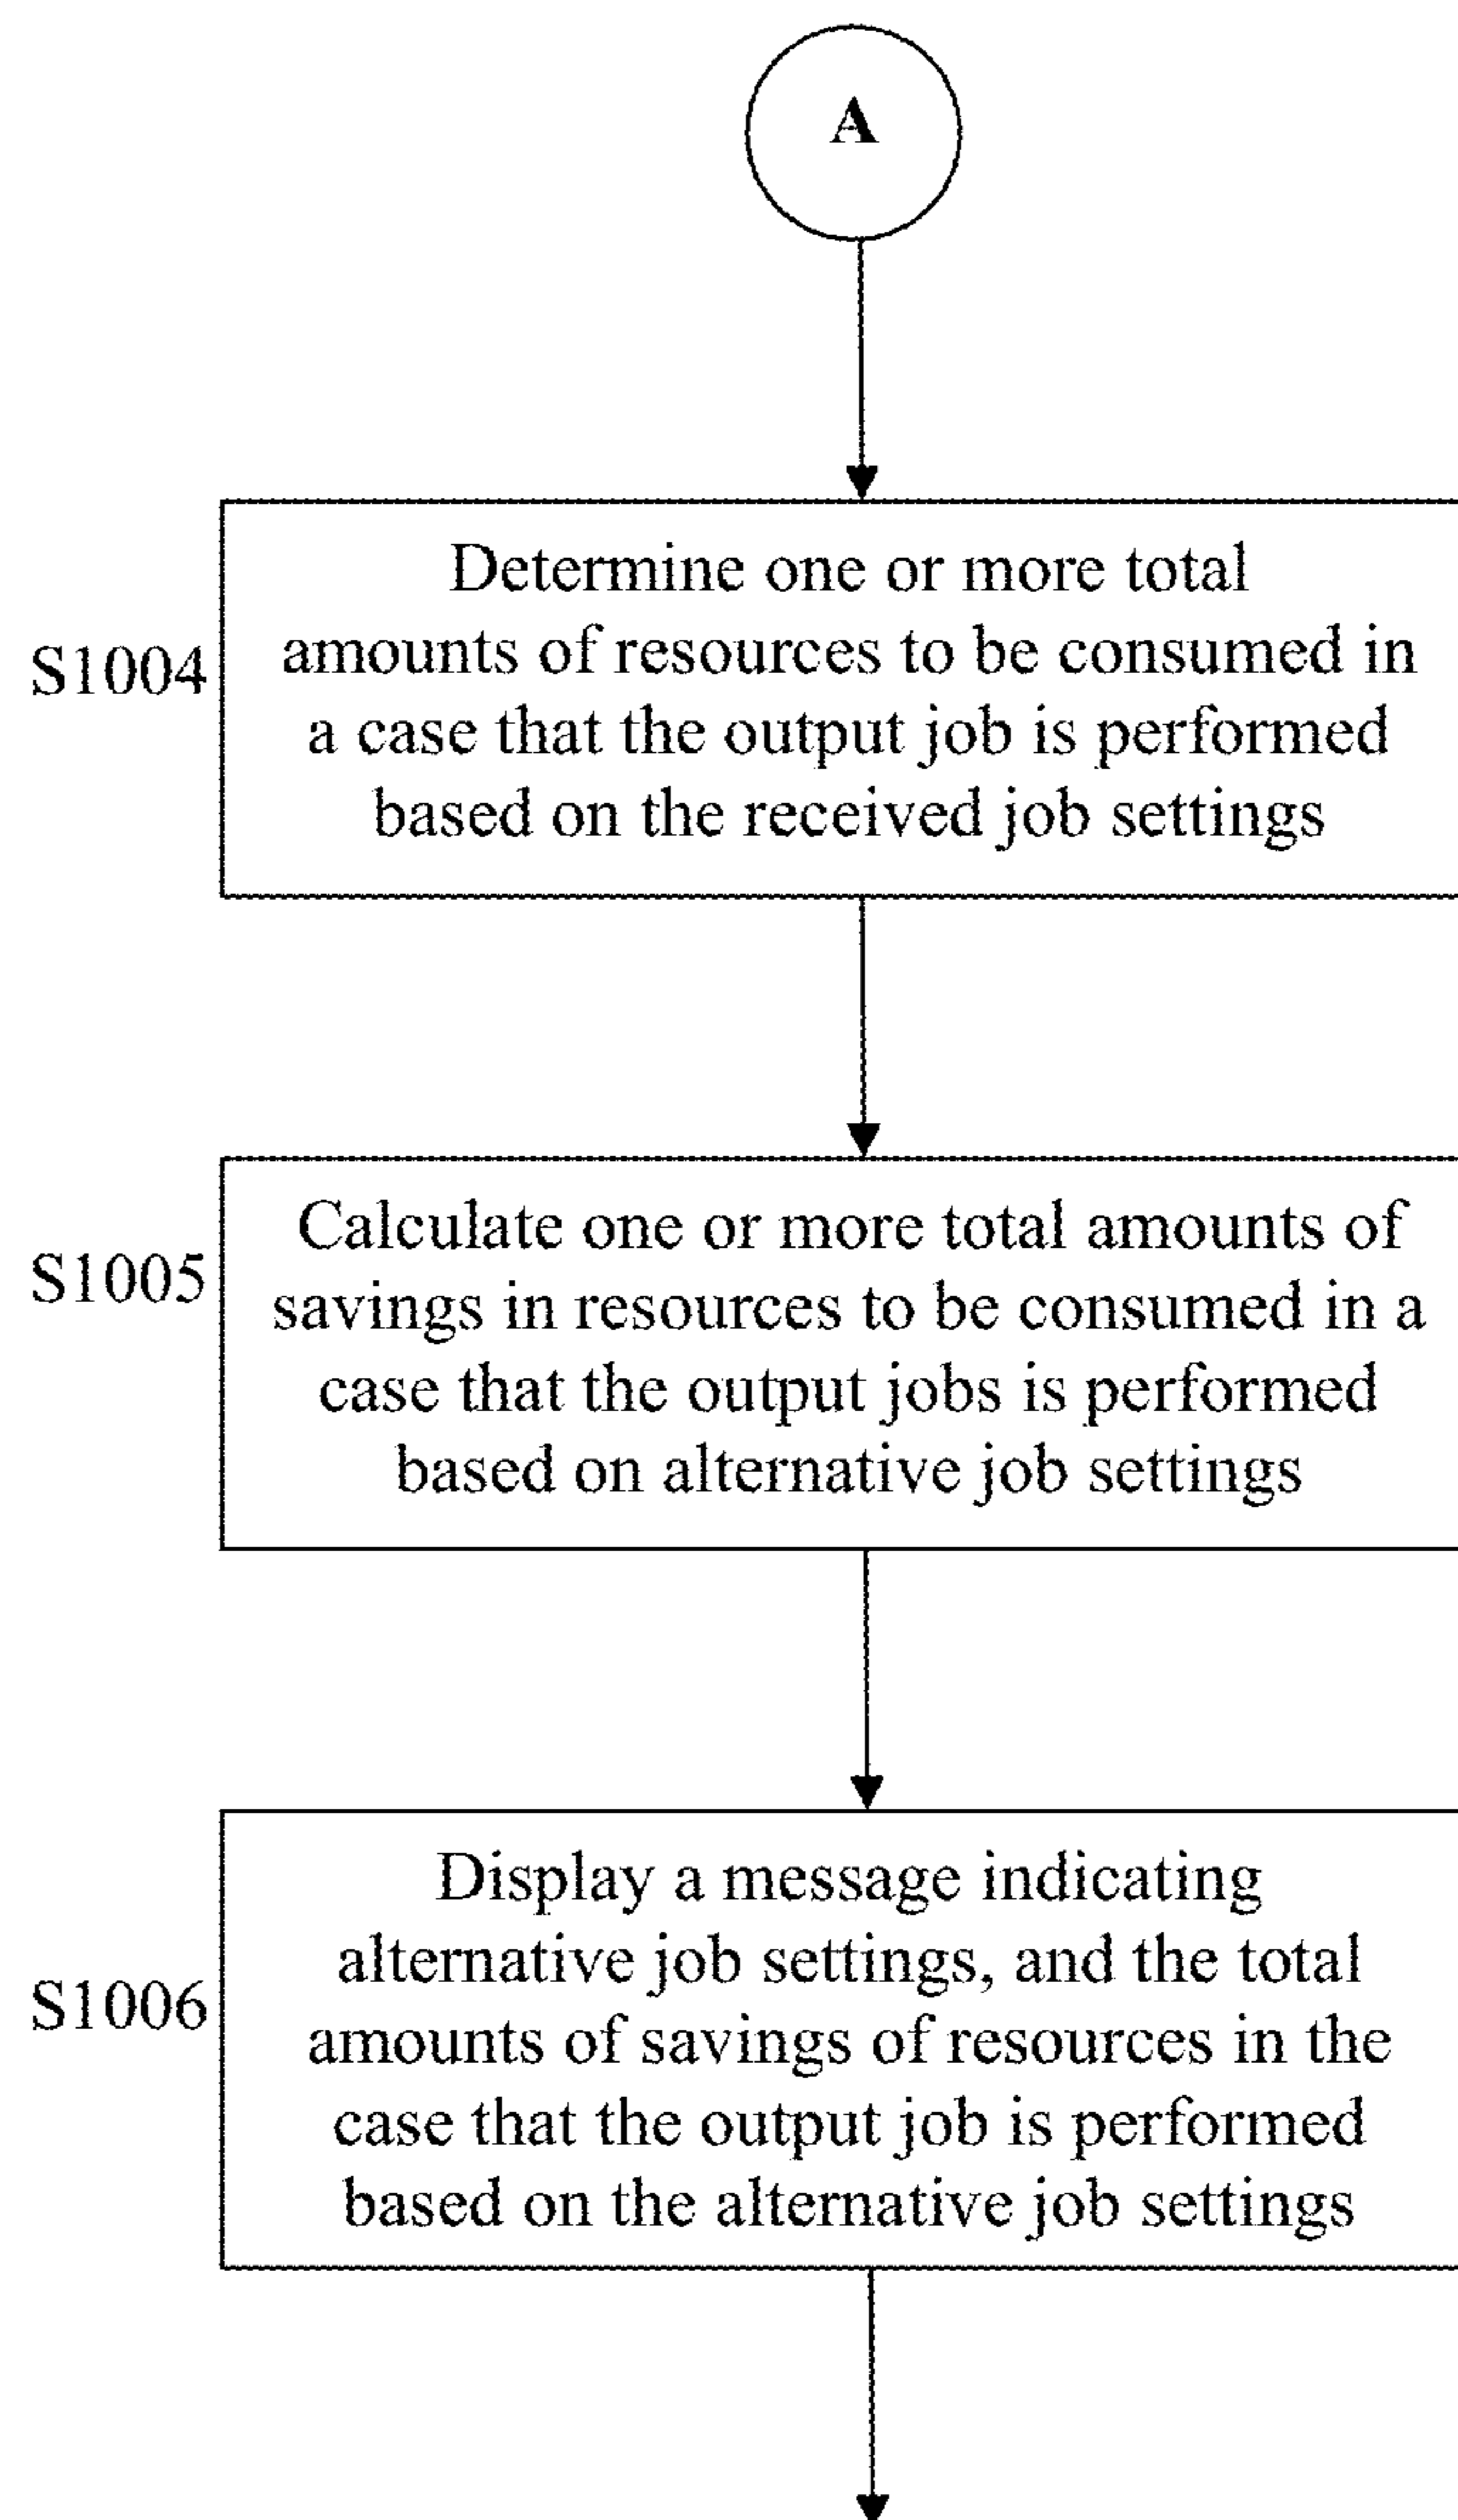 A
Determine one or more total
amounts of resources to be consumed in
S1004
a case that the output job is performed
based on the received job settings
Calculate one or more total amounts of
S1005
savings in resources to be consumed in a
case that the output jobs is performed
based on alternative job settings
Display a message indicating
alternative job settings, and the total
S1006
amounts of savings of resources in the
case that the output job is performed
based on the alternative job settings